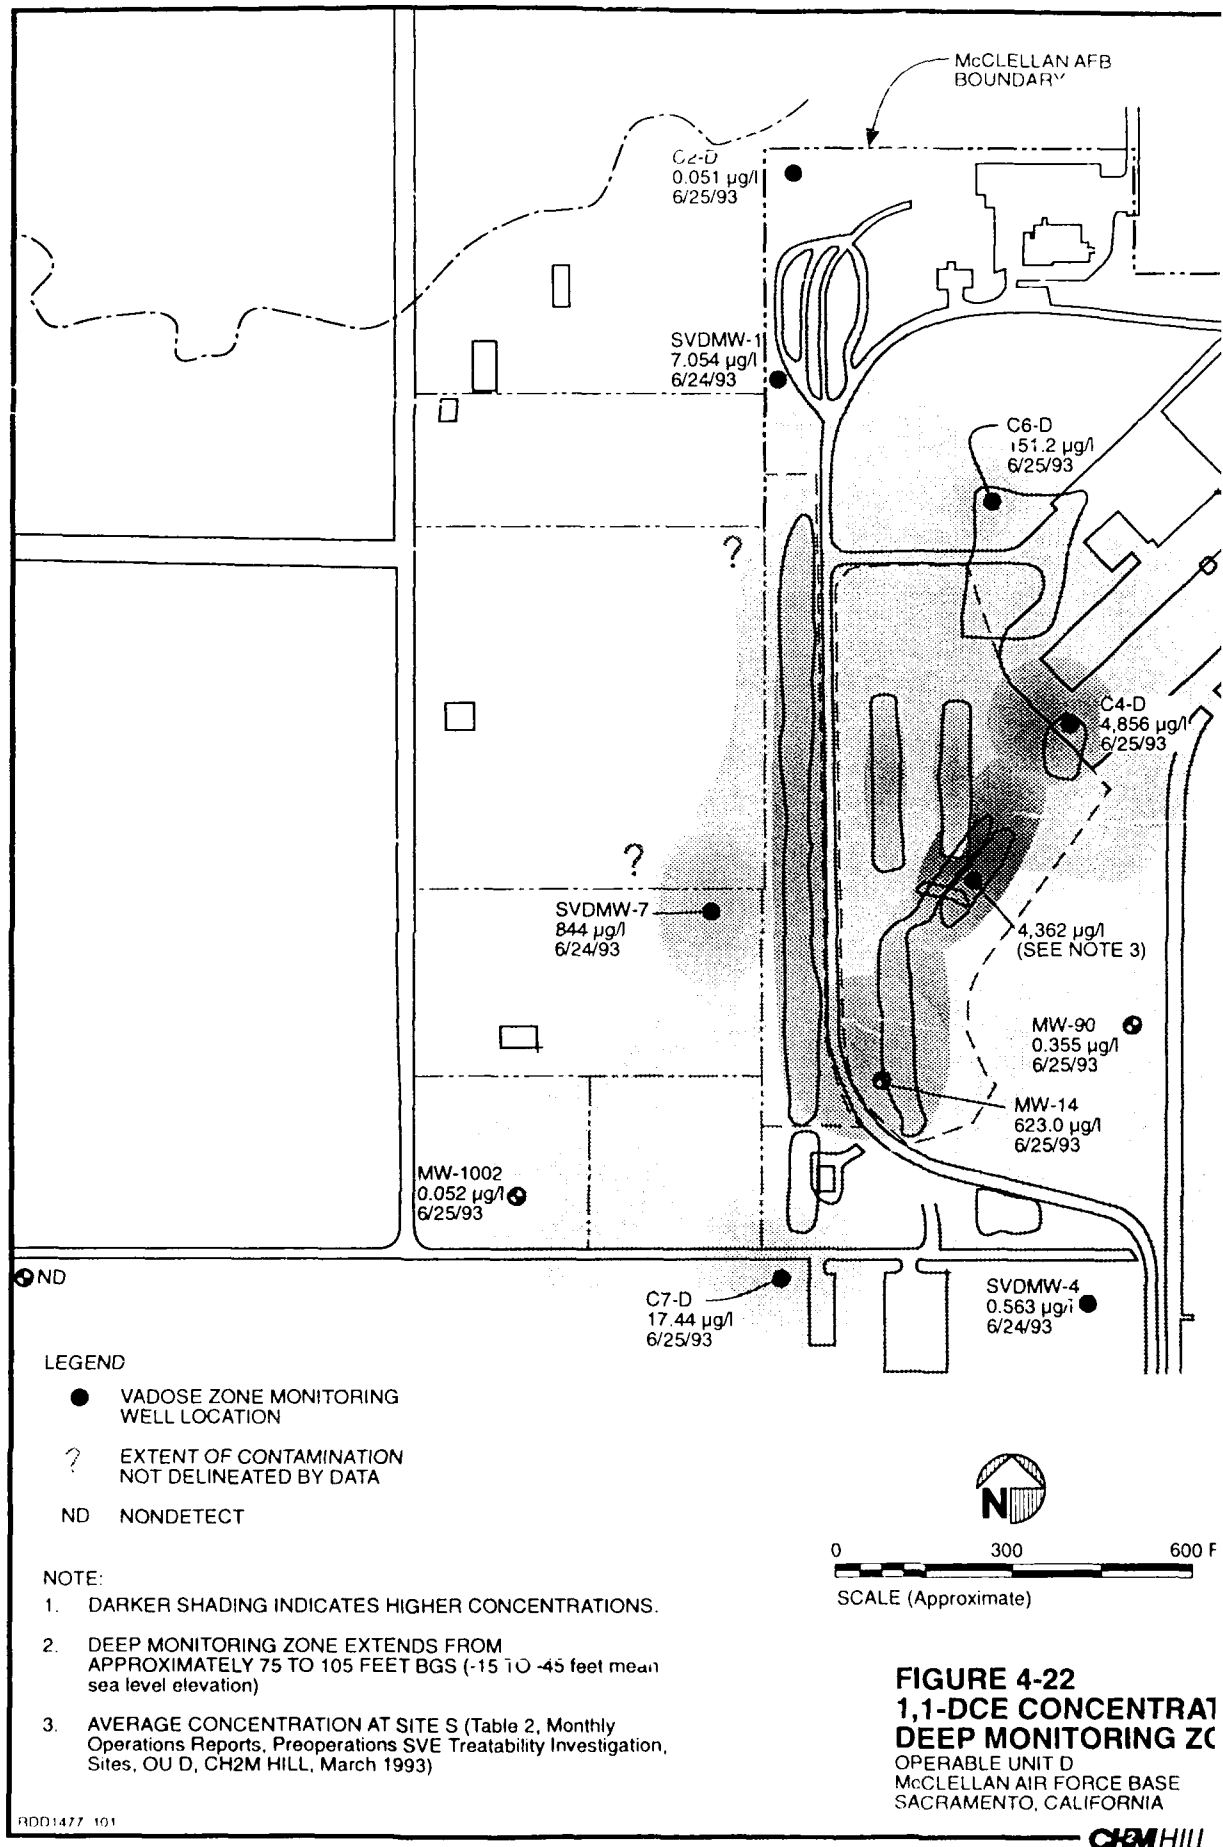 McCLELLAN AFB
BOUNDARY
C2-D
0.051 µg/l
6/25/93
SVDMW-1
7.054 µg/l
6/24/93
C6-D
151.2 µg/l
6/25/93
?
C4-D
4,856 µg/l
6/25/93
?
SVDMW-7
844 µg/l
6/24/93
4,362 µg/l
(SEE NOTE 3)
MW-90
0.355 µg/l
6/25/93
MW-14
623.0 µg/l
6/25/93
MW-1002
0.052 µg/l
6/25/93
ND
C7-D
17.44 µg/l
6/25/93
SVDMW-4
0.563 µg/l
6/24/93
LEGEND
VADOSE ZONE MONITORING
WELL LOCATION
? EXTENT OF CONTAMINATION
NOT DELINEATED BY DATA
ND NONDETECT
N
0 300 600 F
SCALE (Approximate)
NOTE:
1. DARKER SHADING INDICATES HIGHER CONCENTRATIONS.
2. DEEP MONITORING ZONE EXTENDS FROM
APPROXIMATELY 75 TO 105 FEET BGS (-15 TO -45 feet mean
sea level elevation)
3. AVERAGE CONCENTRATION AT SITE S (Table 2, Monthly
Operations Reports, Preoperations SVE Treatability Investigation,
Sites, OU D, CH2M HILL, March 1993)
FIGURE 4-22
1,1-DCE CONCENTRAT
DEEP MONITORING ZO
OPERABLE UNIT D
McCLELLAN AIR FORCE BASE
SACRAMENTO, CALIFORNIA
RDD1477 101
CH2M HILL